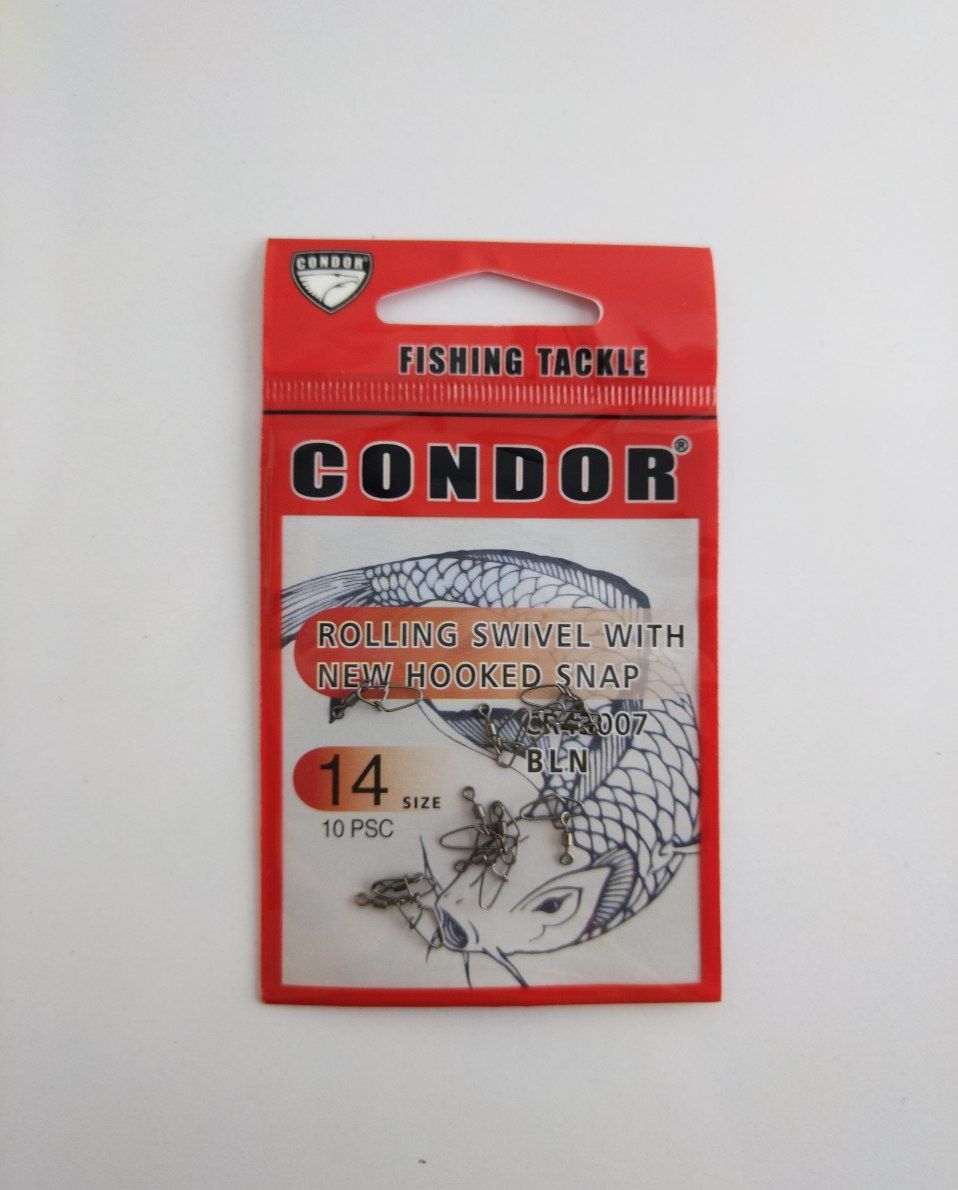 CONDOR
FISHING TACKLE
CONDOR®
ROLLING SWIVEL WITH
NEW HOOKED SNAP
BLN
14 SIZE
10 PSC